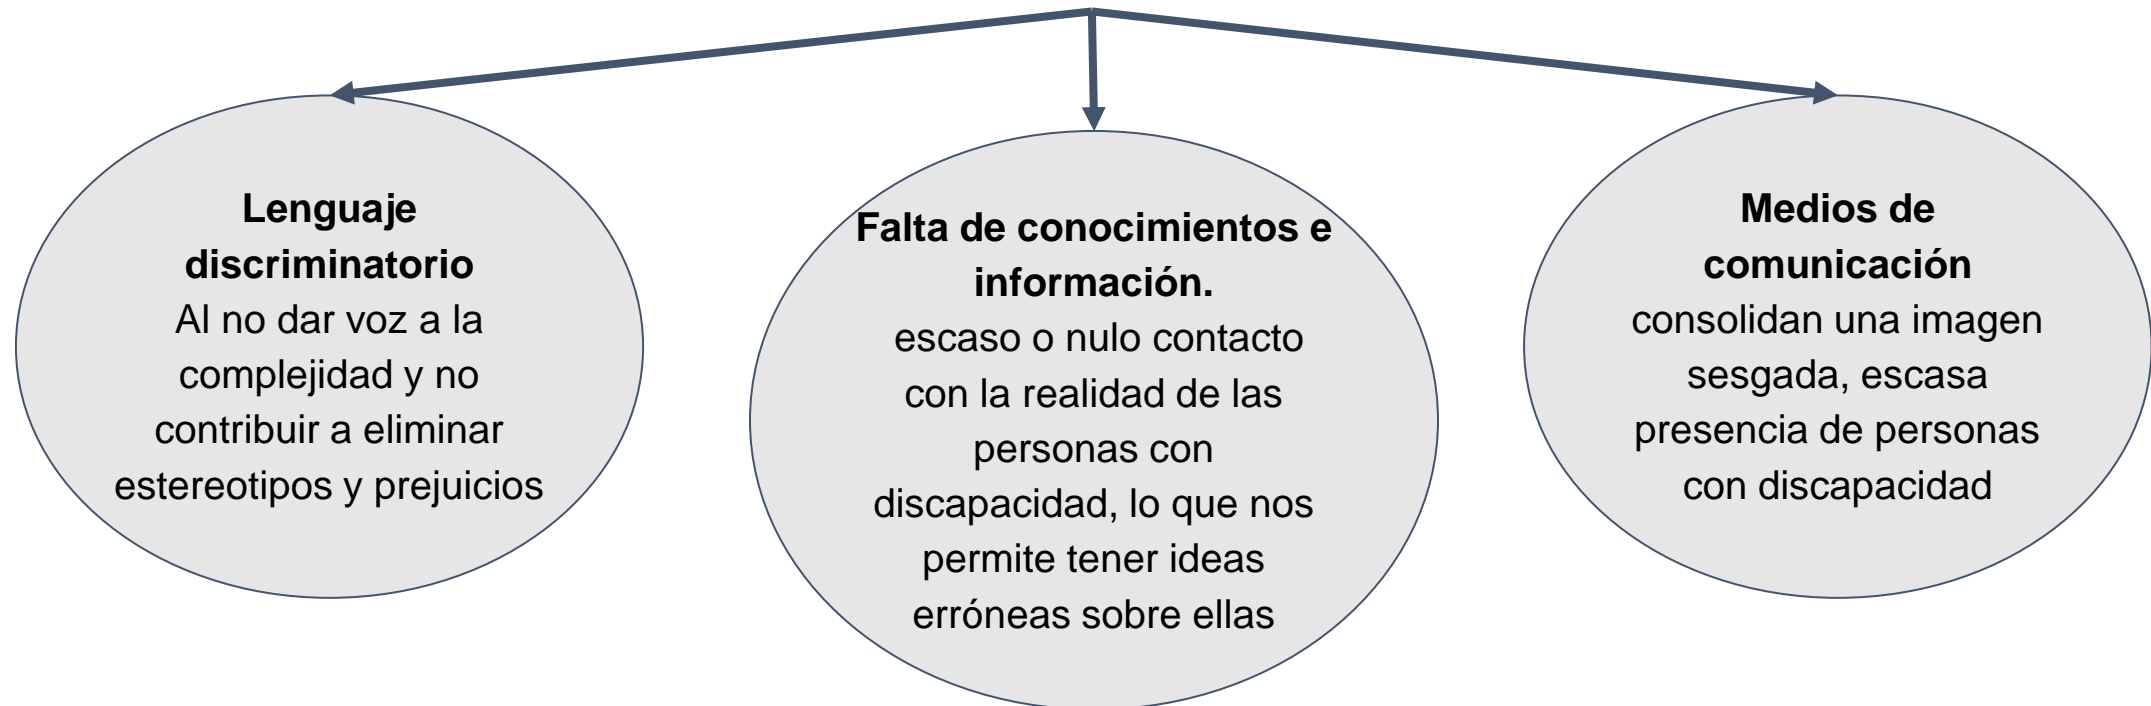 Lenguaje
discriminatorio
Al no dar voz a la
complejidad y no
contribuir a eliminar
estereotipos y prejuicios
Falta de conocimientos e
información.
escaso o nulo contacto
con la realidad de las
personas con
discapacidad, lo que nos
permite tener ideas
erróneas sobre ellas
Medios de
comunicación
consolidan una imagen
sesgada, escasa
presencia de personas
con discapacidad